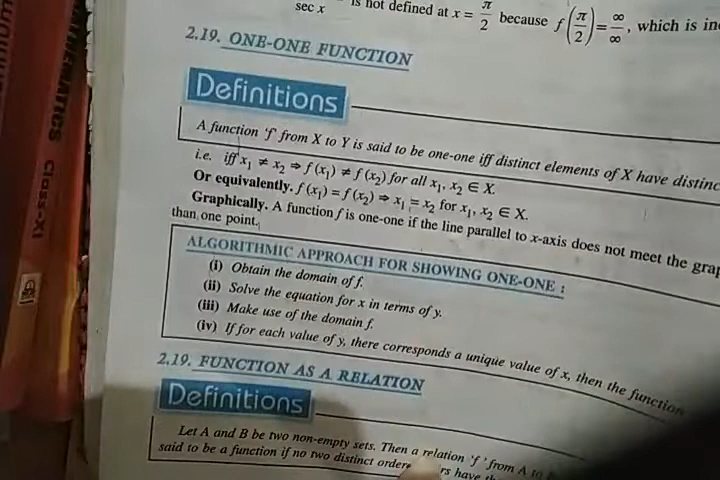 sec x is not defined at x = π/2 because f(π/2) = ∞/∞, which is
2.19. ONE-ONE FUNCTION
Definitions
A function 'f' from X to Y is said to be one-one iff distinct elements of X have
i.e. iff x₁ ≠ x₂ ⇒ f (x₁) ≠ f (x₂) for all x₁, x₂ ∈ X.
Or equivalently. f (x₁) = f (x₂) ⇒ x₁ = x₂ for x₁, x₂ ∈ X.
Graphically. A function f is one-one if the line parallel to x-axis does not meet the
than one point.
ALGORITHMIC APPROACH FOR SHOWING ONE-ONE :
(i) Obtain the domain of f.
(ii) Solve the equation for x in terms of y.
(iii) Make use of the domain f.
(iv) If for each value of y, there corresponds a unique value of x, then the function
2.19. FUNCTION AS A RELATION
Definitions
Let A and B be two non-empty sets. Then a relation 'f' from A to
said to be a function if no two distinct have
MATHEMATICS Class-XI